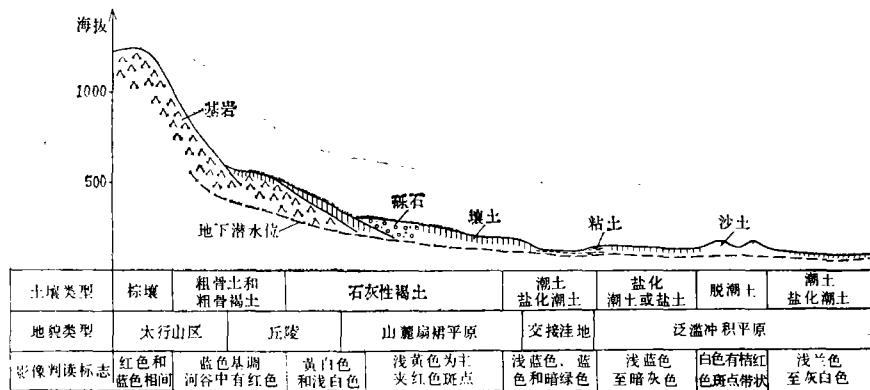 海拔
1000
基岩
500
砾石
壤土
粘土
沙土
地下潜水位
土壤类型 棕壤 粗骨土和 石灰性褐土 潮土 盐化 脱潮土 潮土
粗骨褐土 盐化潮土 潮土或盐土 盐化潮土
地貌类型 太行山区 丘陵 山麓扇裙平原 交接洼地 泛滥冲积平原
影像判读标志 红色和 蓝色基调 黄白色 浅黄色为主 浅蓝色、蓝 浅蓝色 白色有桔红 浅兰色
蓝色相间 河谷中有红色 和浅白色 夹红色斑点 色和暗绿色 至暗灰色 色斑点带状 至灰白色